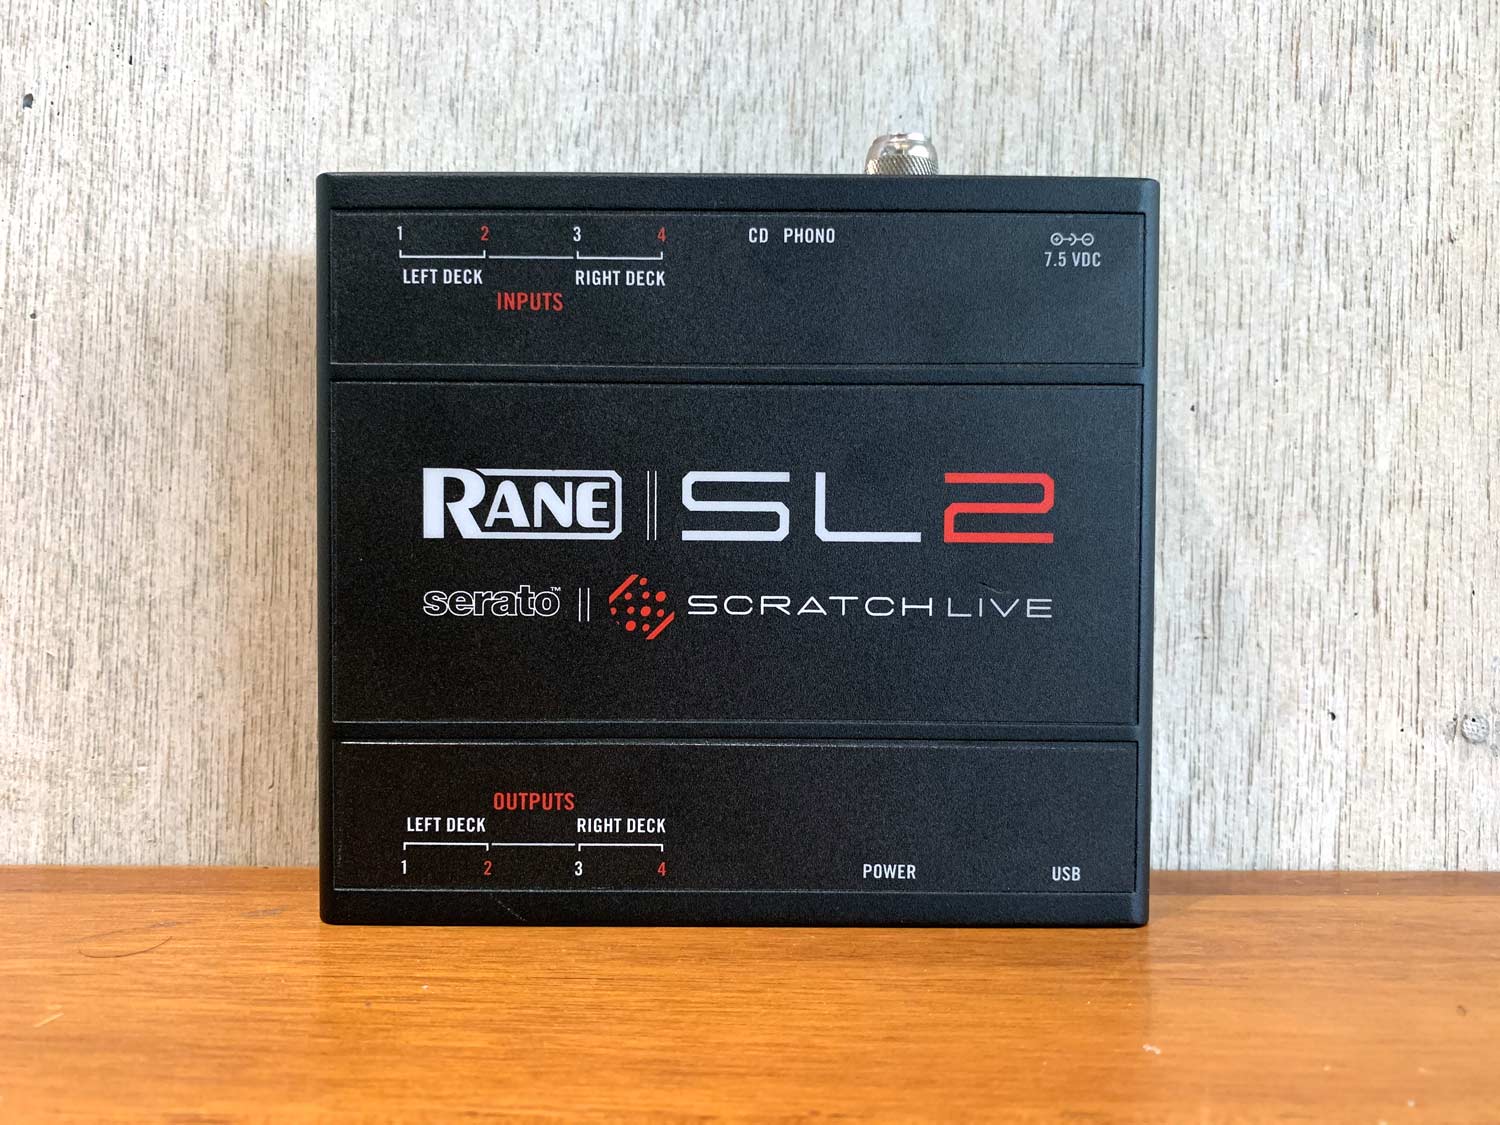 1 2 3 4 CD PHONO
LEFT DECK RIGHT DECK 7.5 VDC
INPUTS
RANE SL2
serato™ SCRATCH LIVE
OUTPUTS
LEFT DECK RIGHT DECK
1 2 3 4 POWER USB